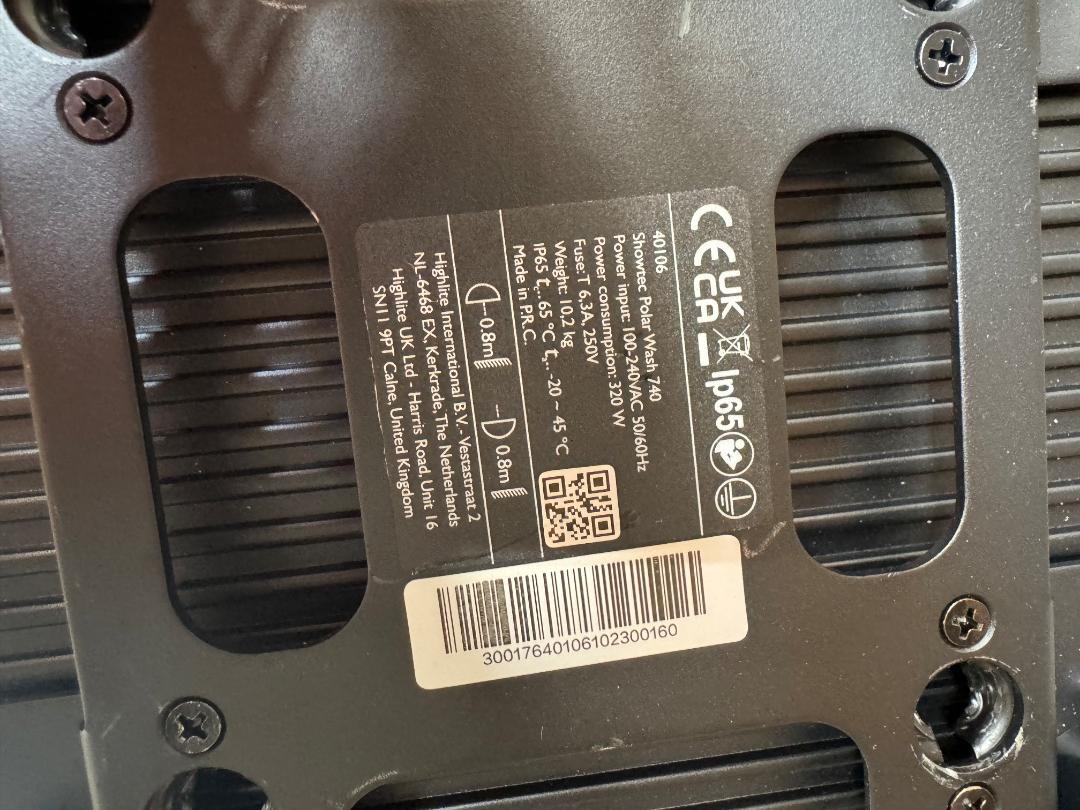 CE UK CA Ip65
40106
Showtec Polar Wash 740
Power input: 100-240VAC 50/60Hz
Power consumption: 320 W
Fuse: T 6,3A, 250V
Weight: 10,2 kg
IP65 t꜀...65 °C tₐ...-20 ~ 45 °C
Made in P.R.C.
0.8m 0.8m
Highlite International B.V. - Vestastraat 2
NL-6468 EX, Kerkrade, The Netherlands
Highlite UK Ltd - Harris Road, Unit 16
SN11 9PT Calne, United Kingdom
30017640106102300160